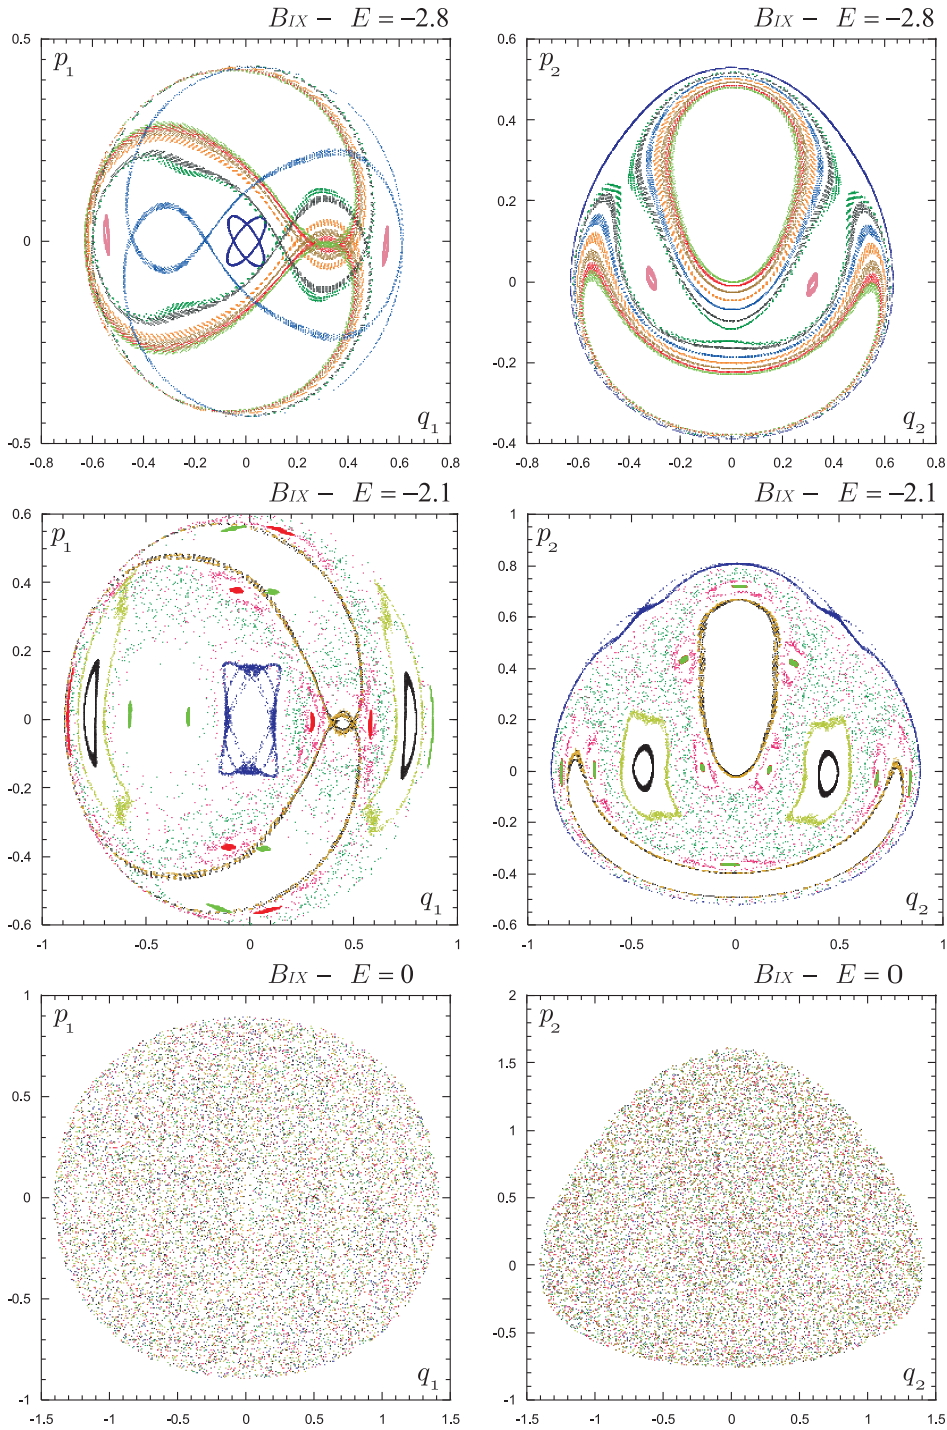 B_IX – E = −2.8
B_IX – E = −2.8
0.5
p_1
0
-0.5
q_1
-0.8 -0.6 -0.4 -0.2 0 0.2 0.4 0.6 0.8
0.6
p_2
0.4
0.2
0
-0.2
-0.4
q_2
-0.8 -0.6 -0.4 -0.2 0 0.2 0.4 0.6 0.8
B_IX – E = −2.1
B_IX – E = −2.1
0.6
p_1
0.4
0.2
0
-0.2
-0.4
-0.6
q_1
-1 -0.5 0 0.5 1
1
p_2
0.8
0.6
0.4
0.2
0
-0.2
-0.4
-0.6
q_2
-1 -0.5 0 0.5 1
B_IX – E = 0
B_IX – E = 0
1
p_1
0.5
0
-0.5
-1
q_1
-1.5 -1 -0.5 0 0.5 1 1.5
2
p_2
1.5
1
0.5
0
-0.5
-1
q_2
-1.5 -1 -0.5 0 0.5 1 1.5